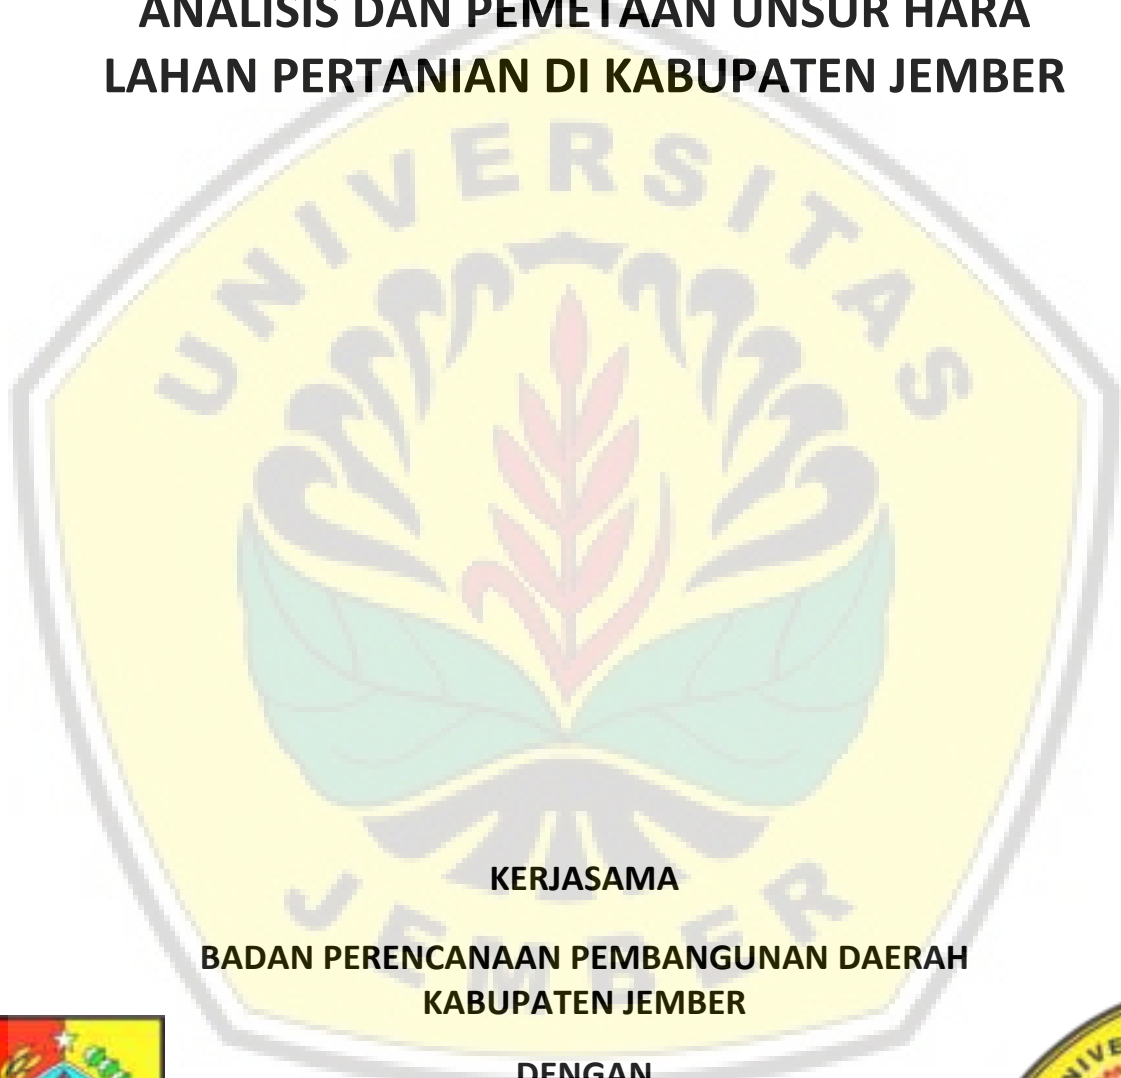 ANALISIS DAN PEMETAAN UNSUR HARA
LAHAN PERTANIAN DI KABUPATEN JEMBER
UNIVERSITAS
KERJASAMA
JEMBER
BADAN PERENCANAAN PEMBANGUNAN DAERAH
KABUPATEN JEMBER
DENGAN
UNIVE